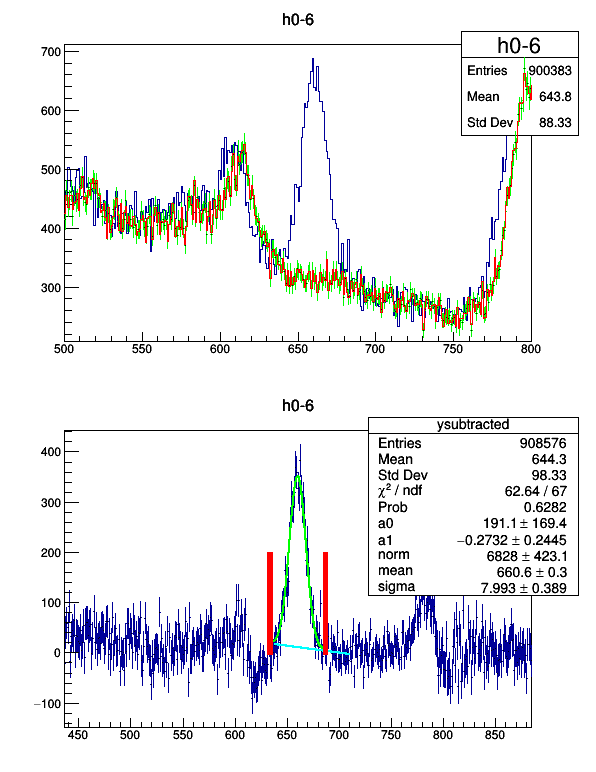 h0-6
h0-6
Entries 900383
Mean 643.8
Std Dev 88.33
700
600
500
400
300
500 550 600 650 700 750 800
h0-6
ysubtracted
Entries 908576
Mean 644.3
Std Dev 98.33
χ² / ndf 62.64 / 67
Prob 0.6282
a0 191.1 ± 169.4
a1 −0.2732 ± 0.2445
norm 6828 ± 423.1
mean 660.6 ± 0.3
sigma 7.993 ± 0.389
400
300
200
100
0
−100
450 500 550 600 650 700 750 800 850